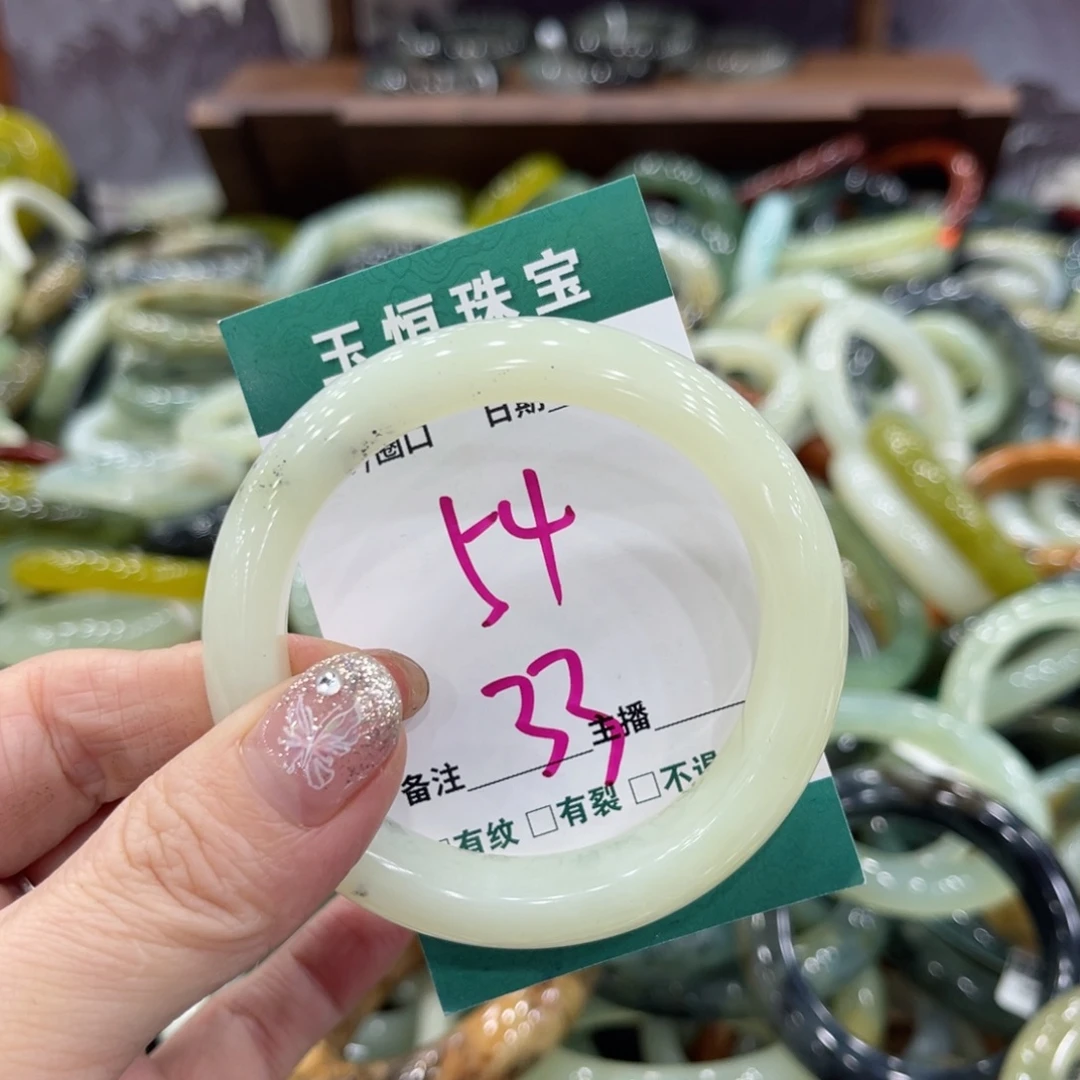 玉恒珠宝
圈口 日期
54
33
主播
备注
有纹 □有裂 □不退